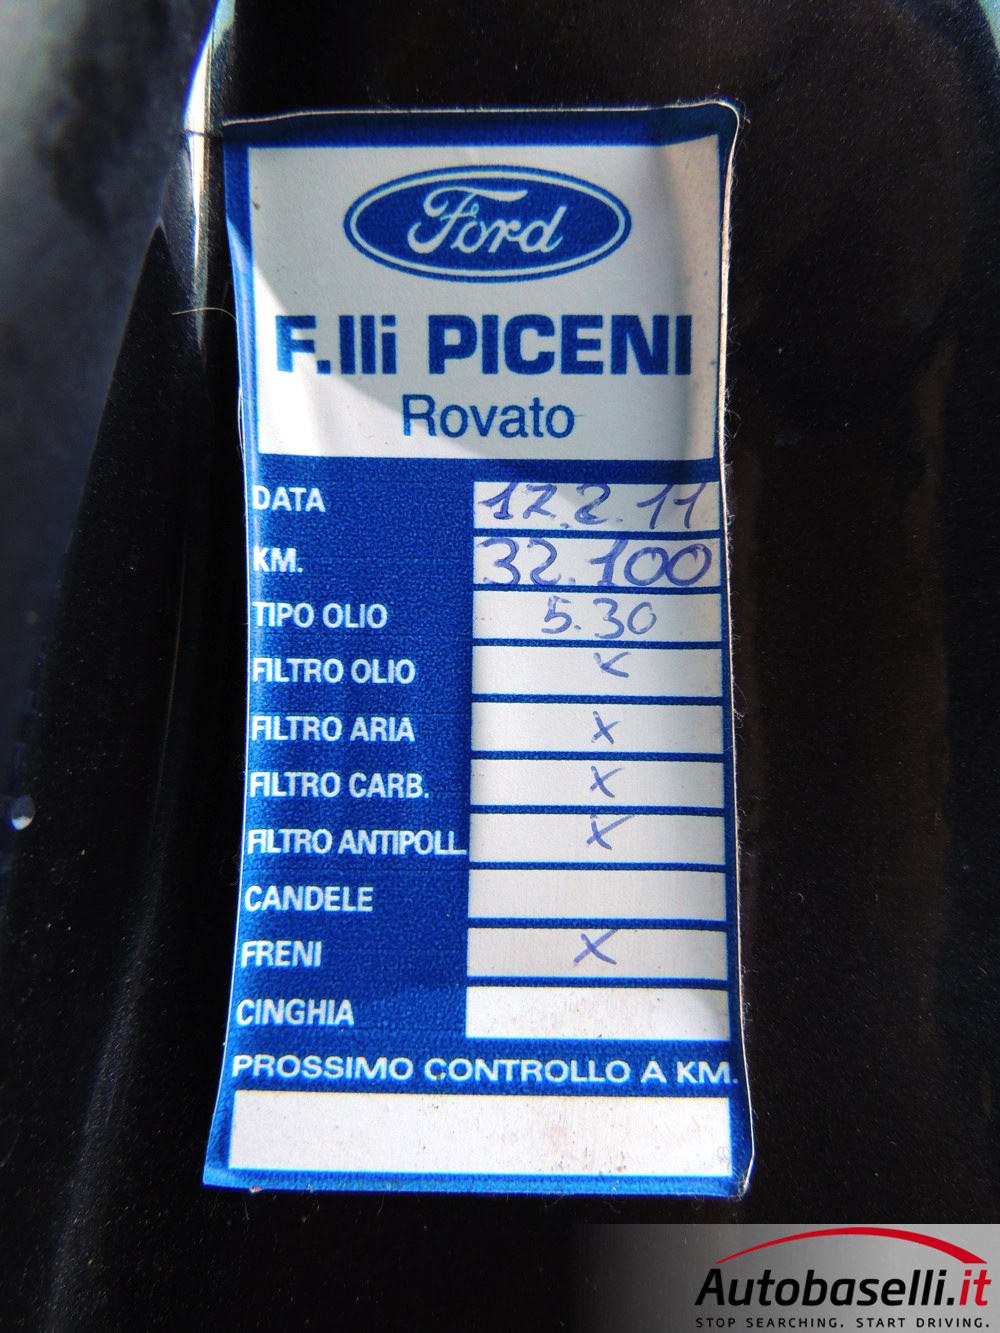 Ford
F.lli PICENI
Rovato
DATA 17.2.11
KM. 32.100
TIPO OLIO 5.30
FILTRO OLIO x
FILTRO ARIA x
FILTRO CARB. x
FILTRO ANTIPOLL. x
CANDELE
FRENI x
CINGHIA
PROSSIMO CONTROLLO A KM.
Autobaselli.it
STOP SEARCHING. START DRIVING.